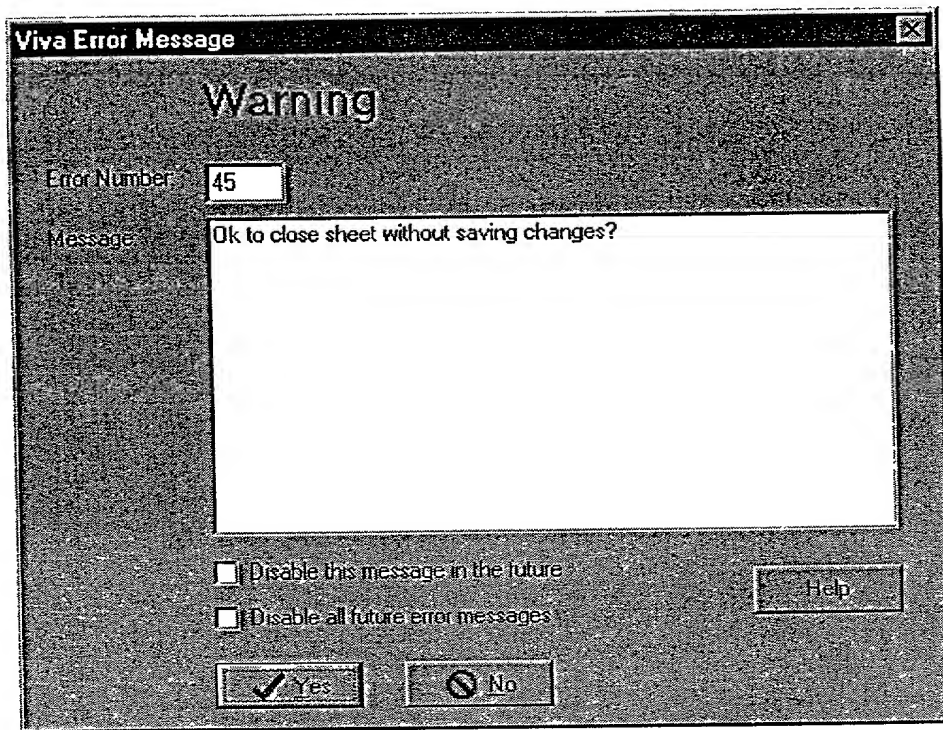 Viva Error Message
Warning
Error Number: 45
Message: Ok to close sheet without saving changes?
Disable this message in the future
Help
Disable all future error messages
Yes No